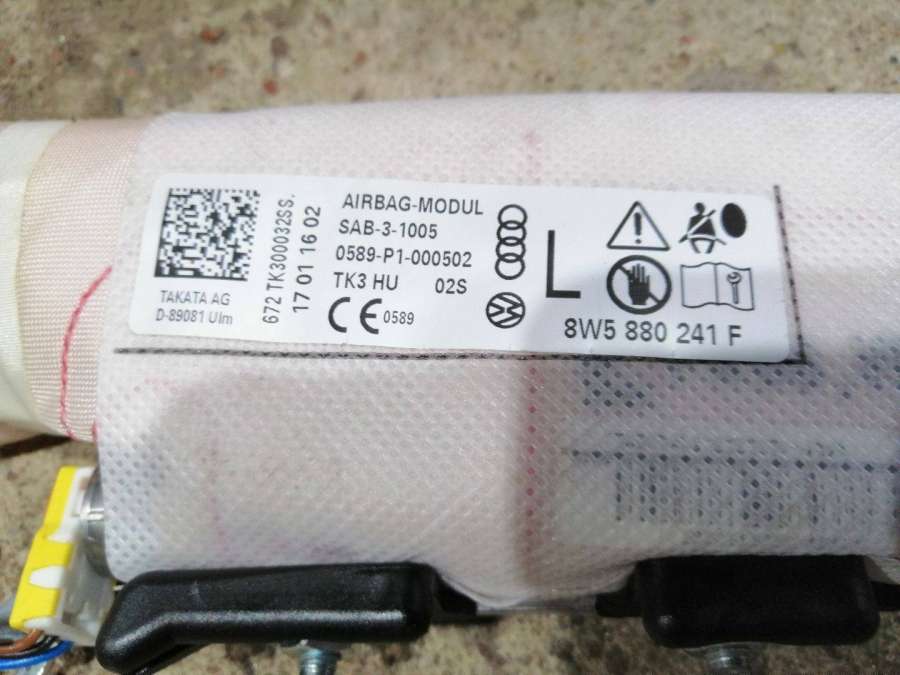 AIRBAG-MODUL
SAB-3-1005
0589-P1-000502
TK3 HU 02S
CE 0589
TAKATA AG
D-89081 Ulm
672 TK300032SS.
17 011 16 02
L
8W5 880 241 F